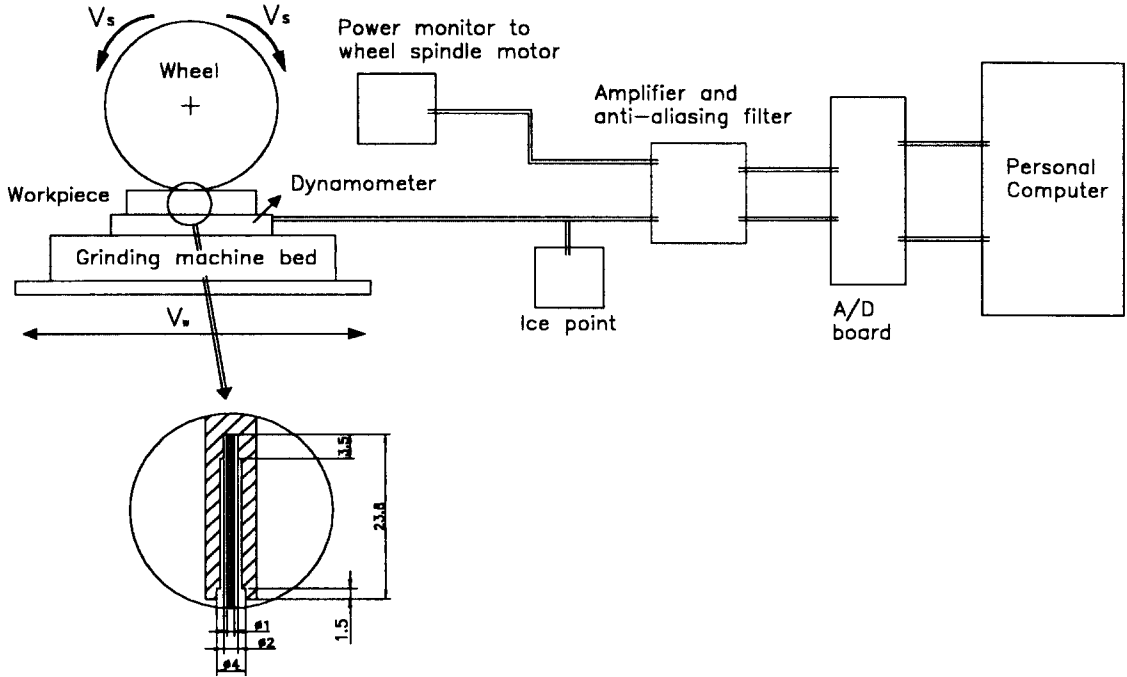 Vs
Vs
Wheel
Power monitor to
wheel spindle motor
Amplifier and
anti-aliasing filter
Personal
Computer
Workpiece
Dynamometer
Grinding machine bed
Ice point
A/D
board
Vw
3.5
23.8
1.5
ø1
ø2
ø4